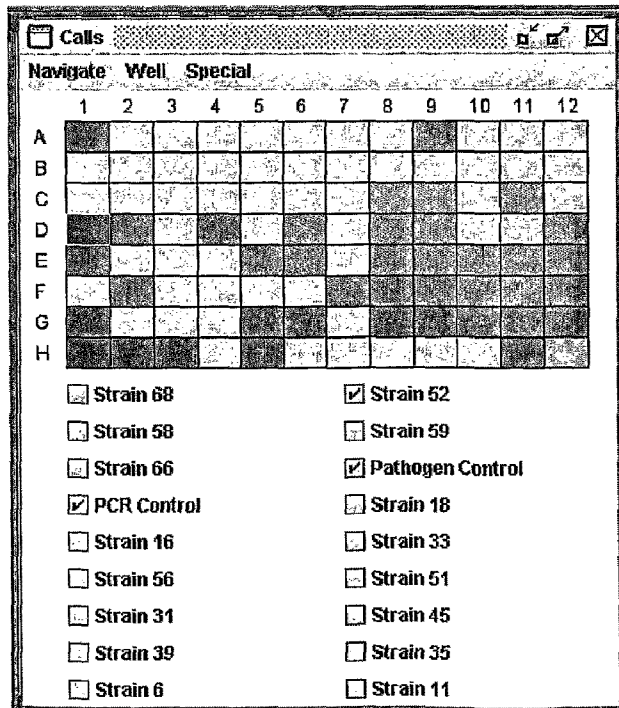 Calls
Navigate Well Special
1 2 3 4 5 6 7 8 9 10 11 12
A
B
C
D
E
F
G
H
Strain 68 Strain 52
Strain 58 Strain 59
Strain 66 Pathogen Control
PCR Control Strain 18
Strain 16 Strain 33
Strain 56 Strain 51
Strain 31 Strain 45
Strain 39 Strain 35
Strain 6 Strain 11